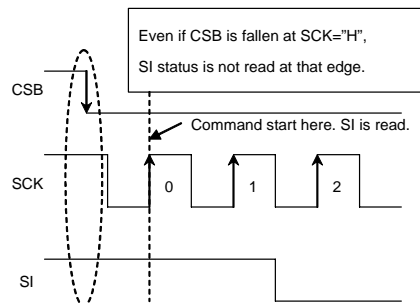 Even if CSB is fallen at SCK=”H”,
SI status is not read at that edge.
CSB
Command start here. SI is read.
SCK
0
1
2
SI